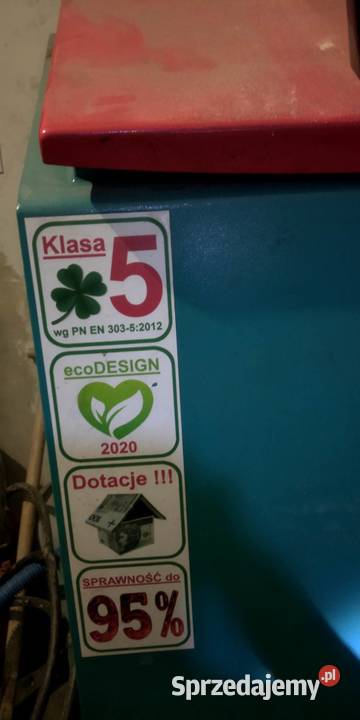 Klasa 5
wg PN EN 303-5:2012
ecoDESIGN
2020
Dotacje !!!
SPRAWNOŚĆ do
95%
Sprzedajemy.pl